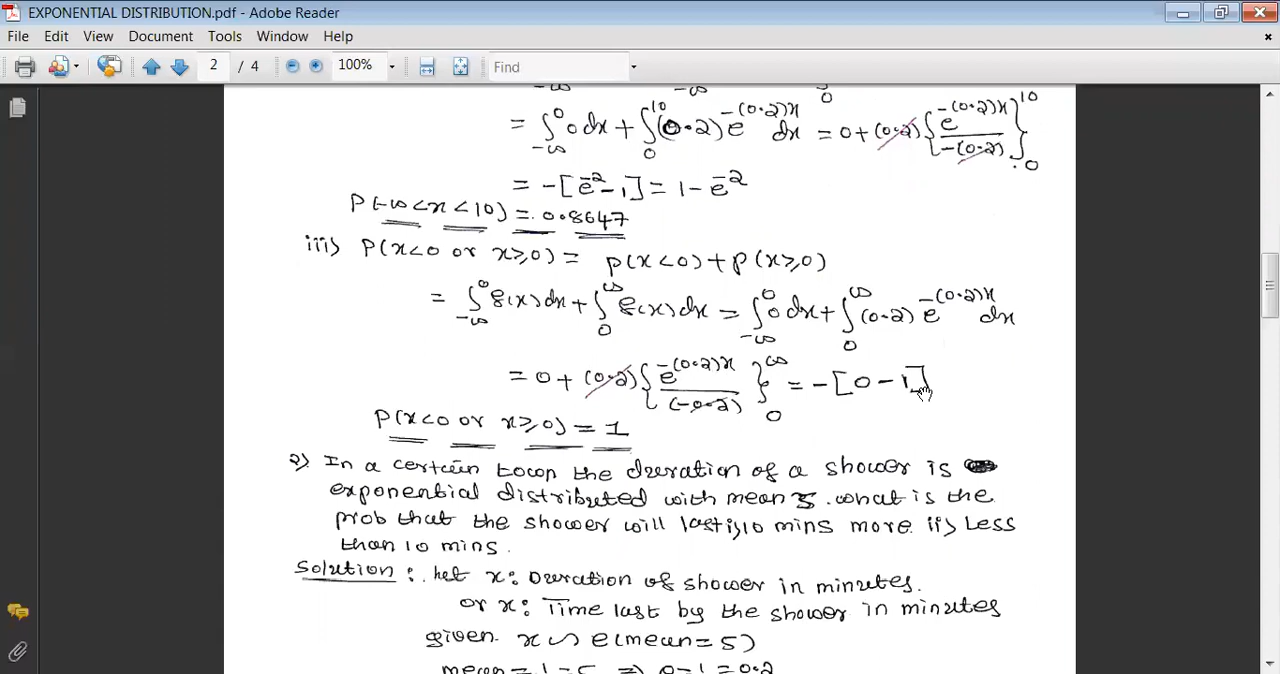 EXPONENTIAL DISTRIBUTION.pdf - Adobe Reader
File Edit View Document Tools Window Help
2 / 4 100% Find
-∞ -∞ 0
= ∫_{-∞}^{0} 0 dx + ∫_{0}^{10} (0.2) e^{-(0.2)x} dx = 0 + (0.2) { e^{-(0.2)x} / -(0.2) }_{0}^{10}
= -[e^{-2} - 1] = 1 - e^{-2}
P(-∞ < x < 10) = 0.8647
iii) P(x<0 or x≥0) = P(x<0) + P(x≥0)
= ∫_{-∞}^{0} f(x) dx + ∫_{0}^{∞} f(x) dx = ∫_{-∞}^{0} 0 dx + ∫_{0}^{∞} (0.2) e^{-(0.2)x} dx
= 0 + (0.2) { e^{-(0.2)x} / (-0.2) }_{0}^{∞} = -[0 - 1]
P(x<0 or x≥0) = 1
2) In a certein town the duration of a shower is
exponential distributed with mean 5. what is the
prob that the shower will last i) 10 mins more ii) Less
than 10 mins.
Solution: Let x: Duration of shower in minutes.
or x: Time last by the shower in minutes
given x ~ e(mean = 5)